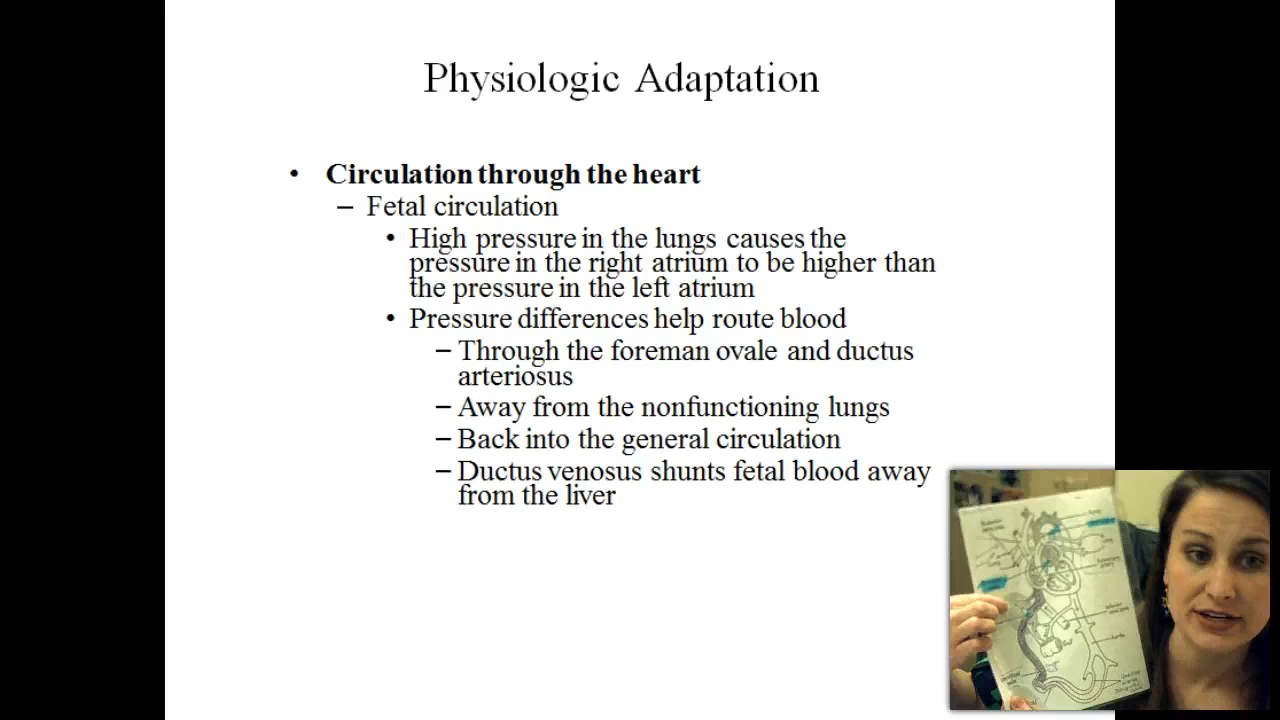 Physiologic Adaptation
• Circulation through the heart
– Fetal circulation
• High pressure in the lungs causes the
pressure in the right atrium to be higher than
the pressure in the left atrium
• Pressure differences help route blood
– Through the foreman ovale and ductus
arteriosus
– Away from the nonfunctioning lungs
– Back into the general circulation
– Ductus venosus shunts fetal blood away
from the liver
Aorta